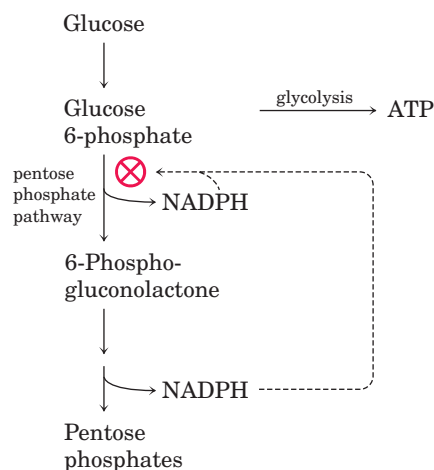 Glucose
Glucose
6-phosphate
glycolysis
ATP
pentose
phosphate
pathway
NADPH
6-Phospho-
gluconolactone
NADPH
Pentose
phosphates